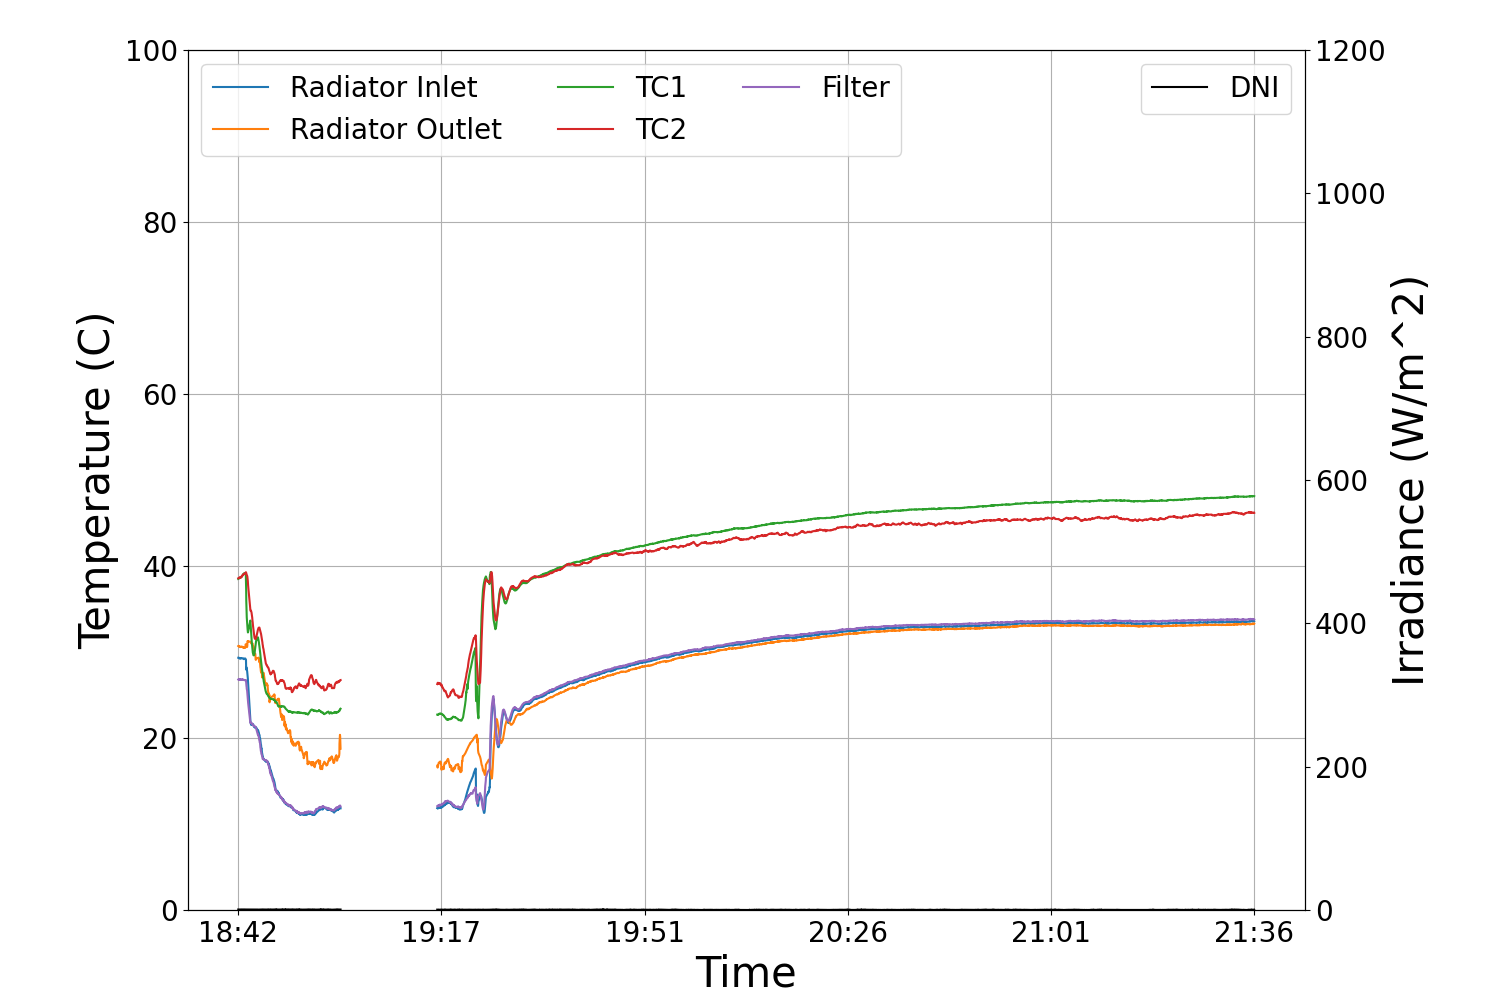 Temperature (C)
100
80
60
40
20
0
Radiator Inlet
Radiator Outlet
TC1
TC2
Filter
DNI
1200
1000
800
600
400
200
0
Irradiance (W/m^2)
18:42
19:17
19:51
20:26
21:01
21:36
Time